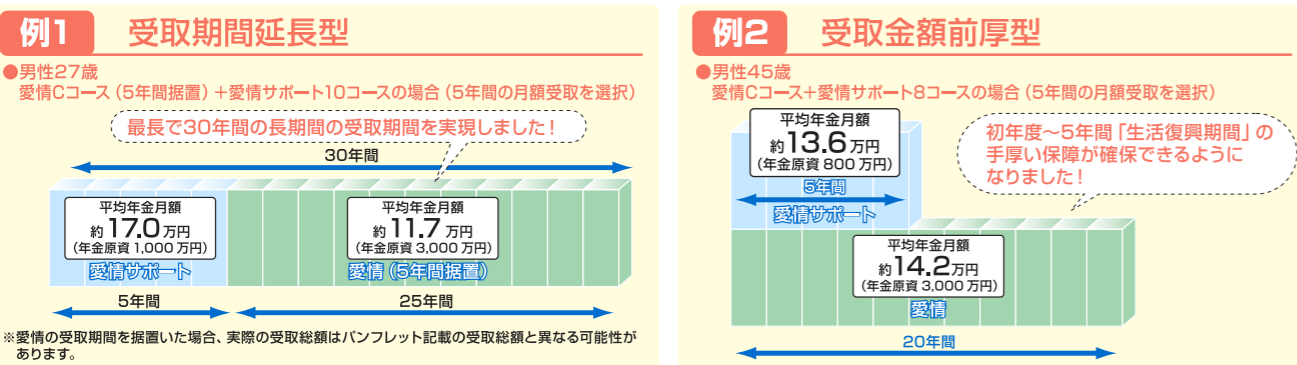 例1 受取期間延長型
●男性27歳
愛情Cコース(5年間据置)+愛情サポート10コースの場合(5年間の月額受取を選択)
最長で30年間の長期間の受取期間を実現しました!
30年間
平均年金月額
約17.0万円
(年金原資1,000万円)
愛情サポート
平均年金月額
約11.7万円
(年金原資3,000万円)
愛情(5年間据置)
5年間
25年間
※愛情の受取期間を据置いた場合、実際の受取総額はパンフレット記載の受取総額と異なる可能性が
あります。
例2 受取金額前厚型
●男性45歳
愛情Cコース+愛情サポート8コースの場合(5年間の月額受取を選択)
平均年金月額
約13.6万円
(年金原資800万円)
5年間
愛情サポート
初年度~5年間「生活復興期間」の
手厚い保障が確保できるように
なりました!
平均年金月額
約14.2万円
(年金原資3,000万円)
愛情
20年間